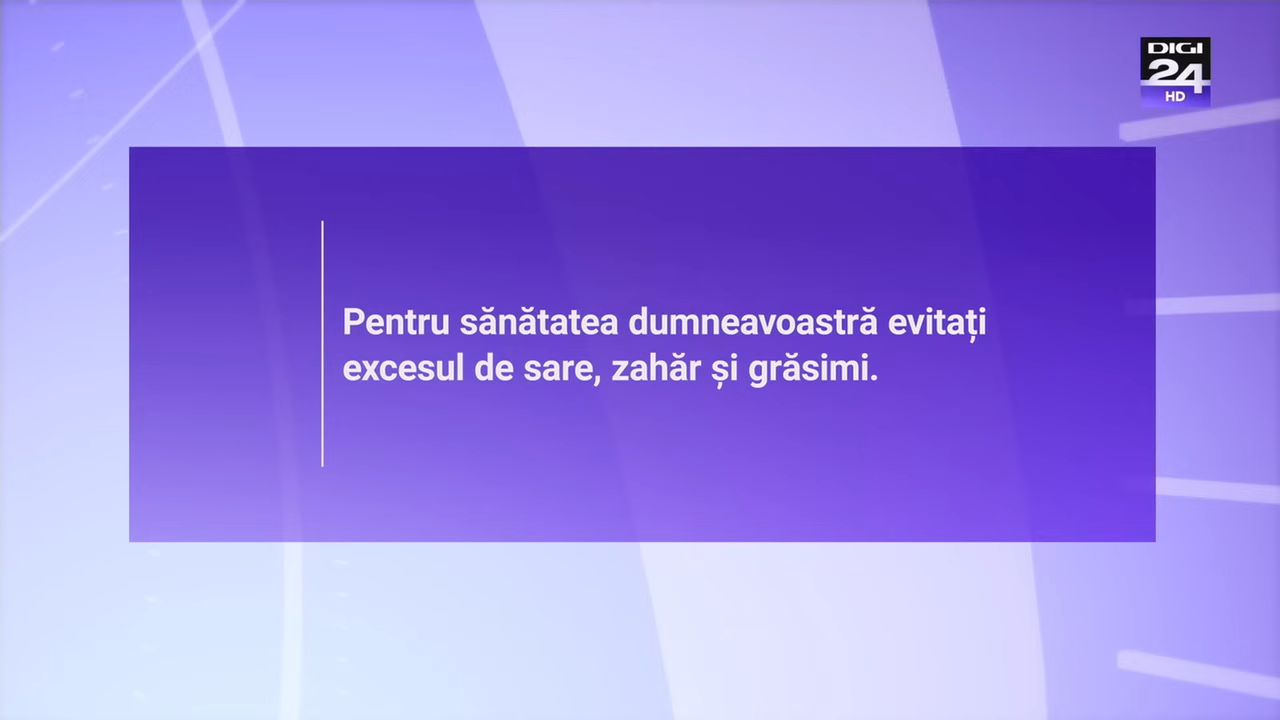 DIGI
24
HD
Pentru sănătatea dumneavoastră evitați
excesul de sare, zahăr și grăsimi.